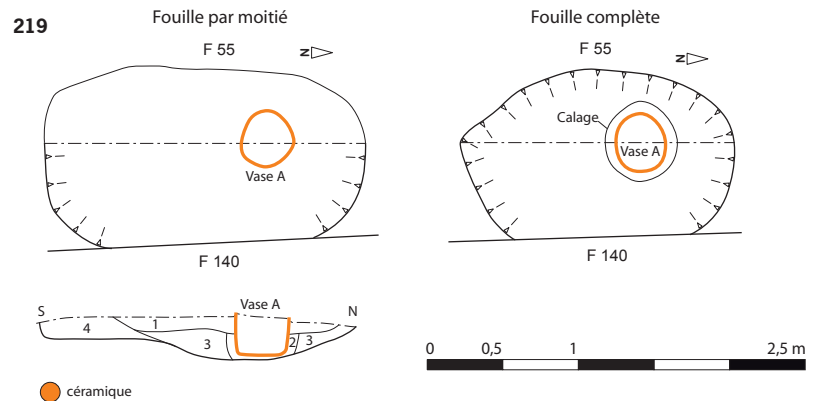 219
Fouille par moitié
F 55
N
Vase A
F 140
Fouille complète
F 55
N
Calage
Vase A
F 140
S
Vase A
N
4
1
3
2
3
0 0,5 1 2,5 m
céramique